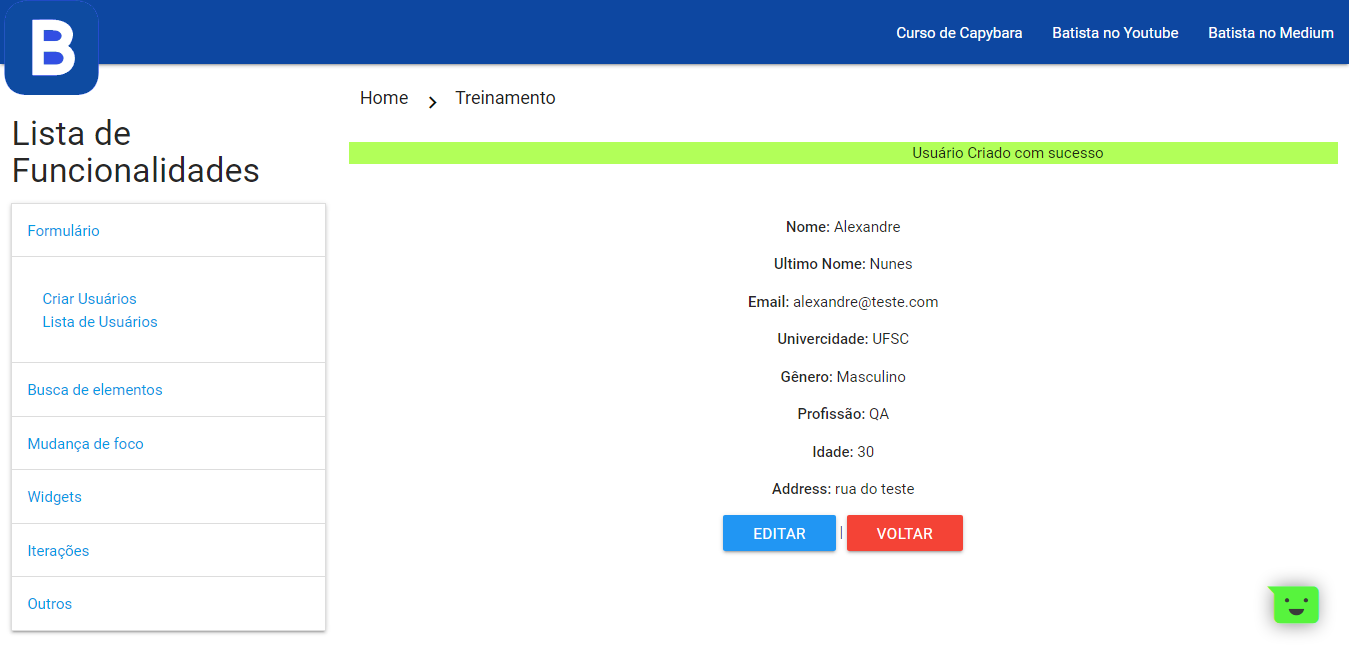 B
Curso de Capybara
Batista no Youtube
Batista no Medium
Home
Treinamento
Lista de
Funcionalidades
Formulário
Criar Usuários
Lista de Usuários
Busca de elementos
Mudança de foco
Widgets
Iterações
Outros
Usuário Criado com sucesso
Nome: Alexandre
Ultimo Nome: Nunes
Email: alexandre@teste.com
Univercidade: UFSC
Gênero: Masculino
Profissão: QA
Idade: 30
Address: rua do teste
EDITAR | VOLTAR